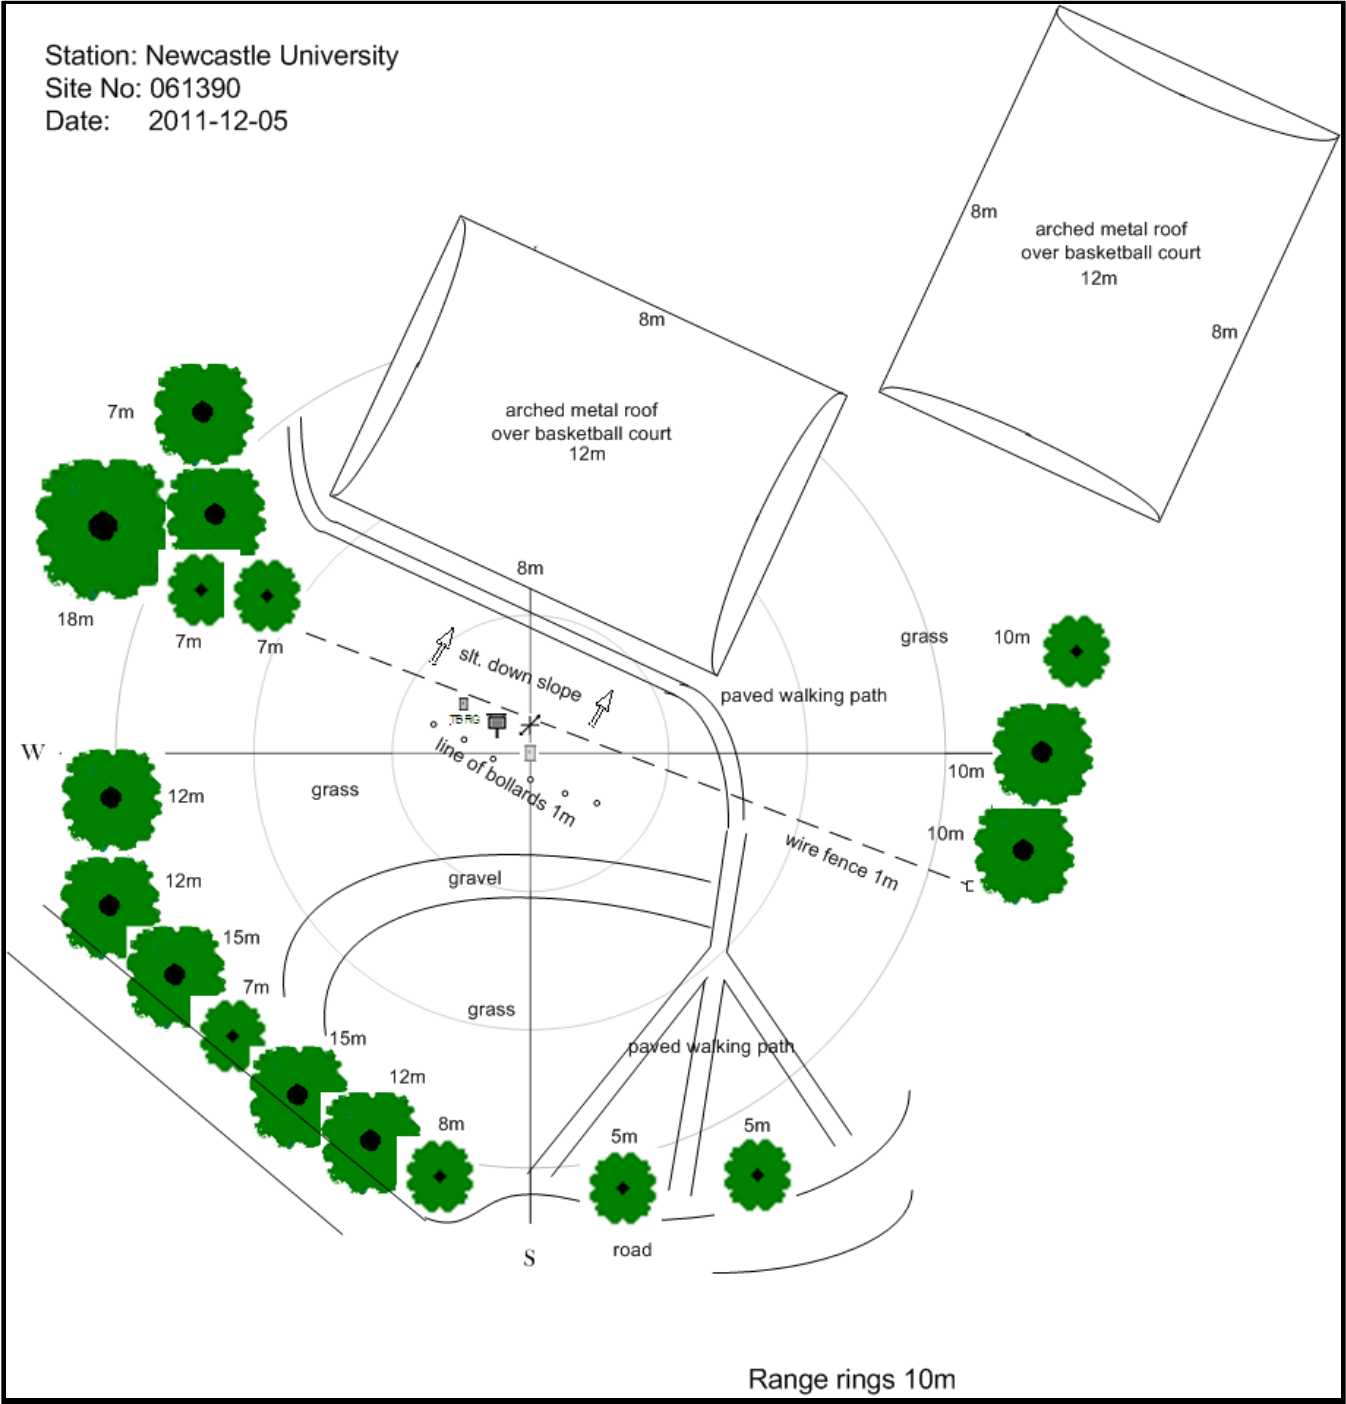 Station: Newcastle University
Site No: 061390
Date: 2011-12-05
8m
arched metal roof
over basketball court
12m
8m
8m
arched metal roof
over basketball court
12m
8m
7m
18m
7m
7m
slt. down slope
TBRG
line of bollards 1m
grass
10m
paved walking path
W
10m
12m
grass
10m
wire fence 1m
12m
gravel
15m
7m
grass
15m
paved walking path
12m
8m
5m
5m
road
S
Range rings 10m